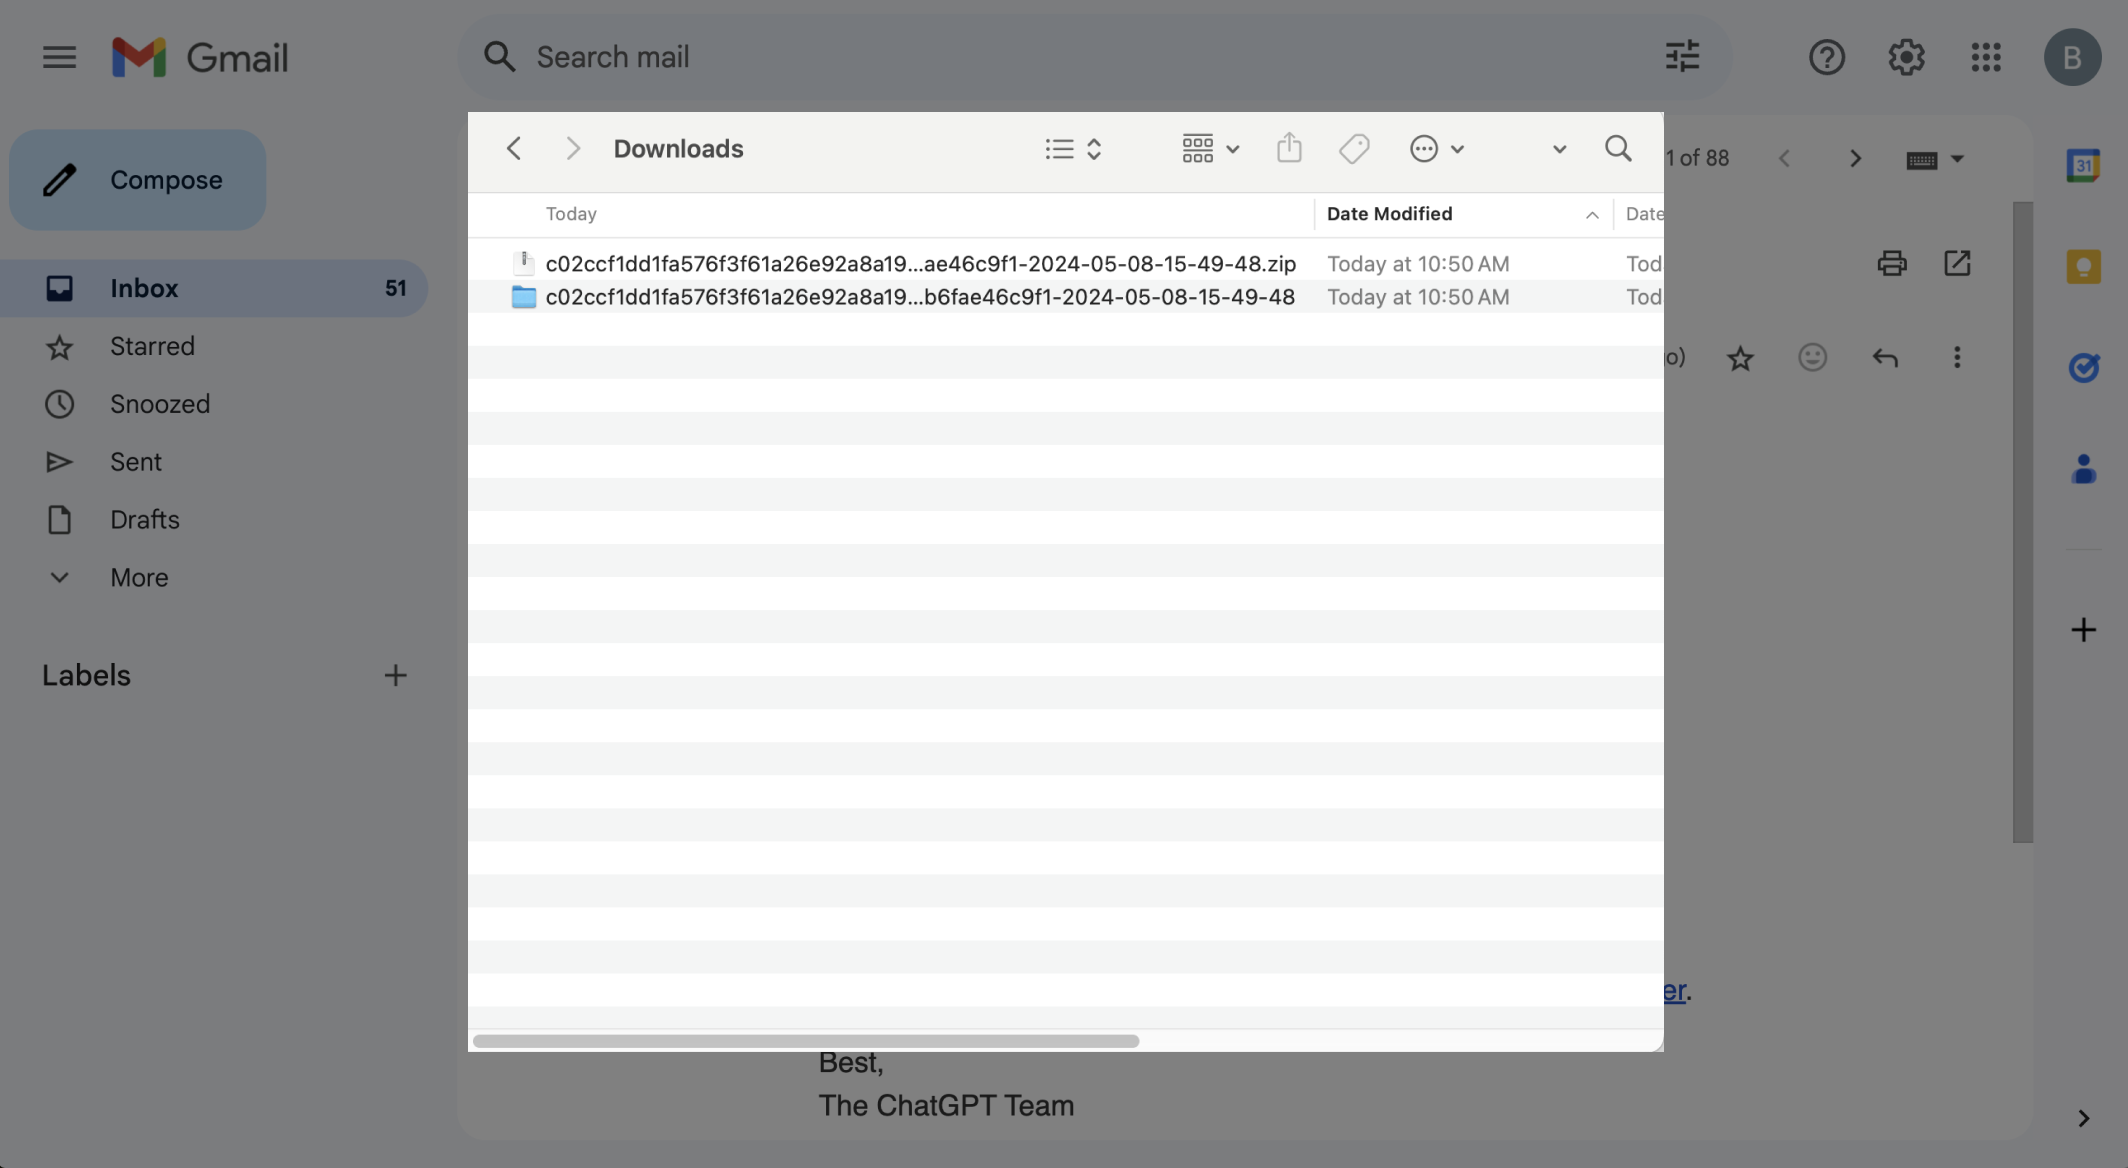 Gmail
Search mail
B
Compose
Downloads
1 of 88
31
Today
Date Modified
Date
Inbox
51
c02ccf1dd1fa576f3f61a26e92a8a19...ae46c9f1-2024-05-08-15-49-48.zip
Today at 10:50 AM
Tod
c02ccf1dd1fa576f3f61a26e92a8a19...b6fae46c9f1-2024-05-08-15-49-48
Today at 10:50 AM
Tod
Starred
o)
Snoozed
Sent
Drafts
More
Labels
er.
Best,
The ChatGPT Team